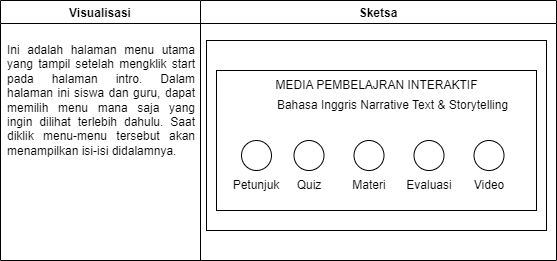 Visualisasi
Sketsa
Ini adalah halaman menu utama
yang tampil setelah mengklik start
pada halaman intro. Dalam
halaman ini siswa dan guru, dapat
memilih menu mana saja yang
ingin dilihat terlebih dahulu. Saat
diklik menu-menu tersebut akan
menampilkan isi-isi didalamnya.
MEDIA PEMBELAJRAN INTERAKTIF
Bahasa Inggris Narrative Text & Storytelling
Petunjuk Quiz Materi Evaluasi Video